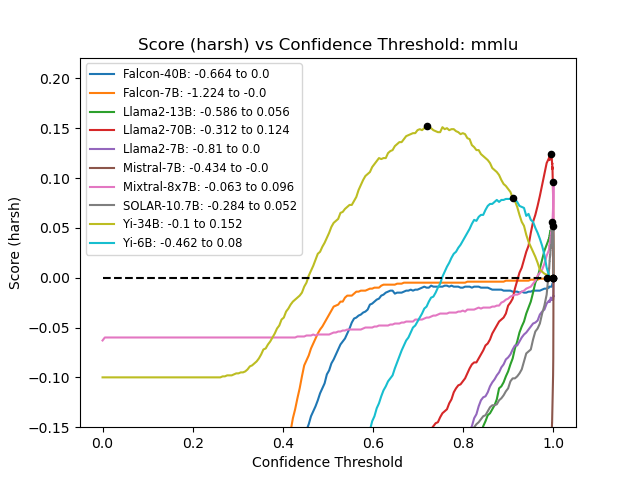 Score (harsh) vs Confidence Threshold: mmlu
Score (harsh)
0.20
0.15
0.10
0.05
0.00
−0.05
−0.10
−0.15
Falcon-40B: -0.664 to 0.0
Falcon-7B: -1.224 to -0.0
Llama2-13B: -0.586 to 0.056
Llama2-70B: -0.312 to 0.124
Llama2-7B: -0.81 to 0.0
Mistral-7B: -0.434 to -0.0
Mixtral-8x7B: -0.063 to 0.096
SOLAR-10.7B: -0.284 to 0.052
Yi-34B: -0.1 to 0.152
Yi-6B: -0.462 to 0.08
0.0 0.2 0.4 0.6 0.8 1.0
Confidence Threshold